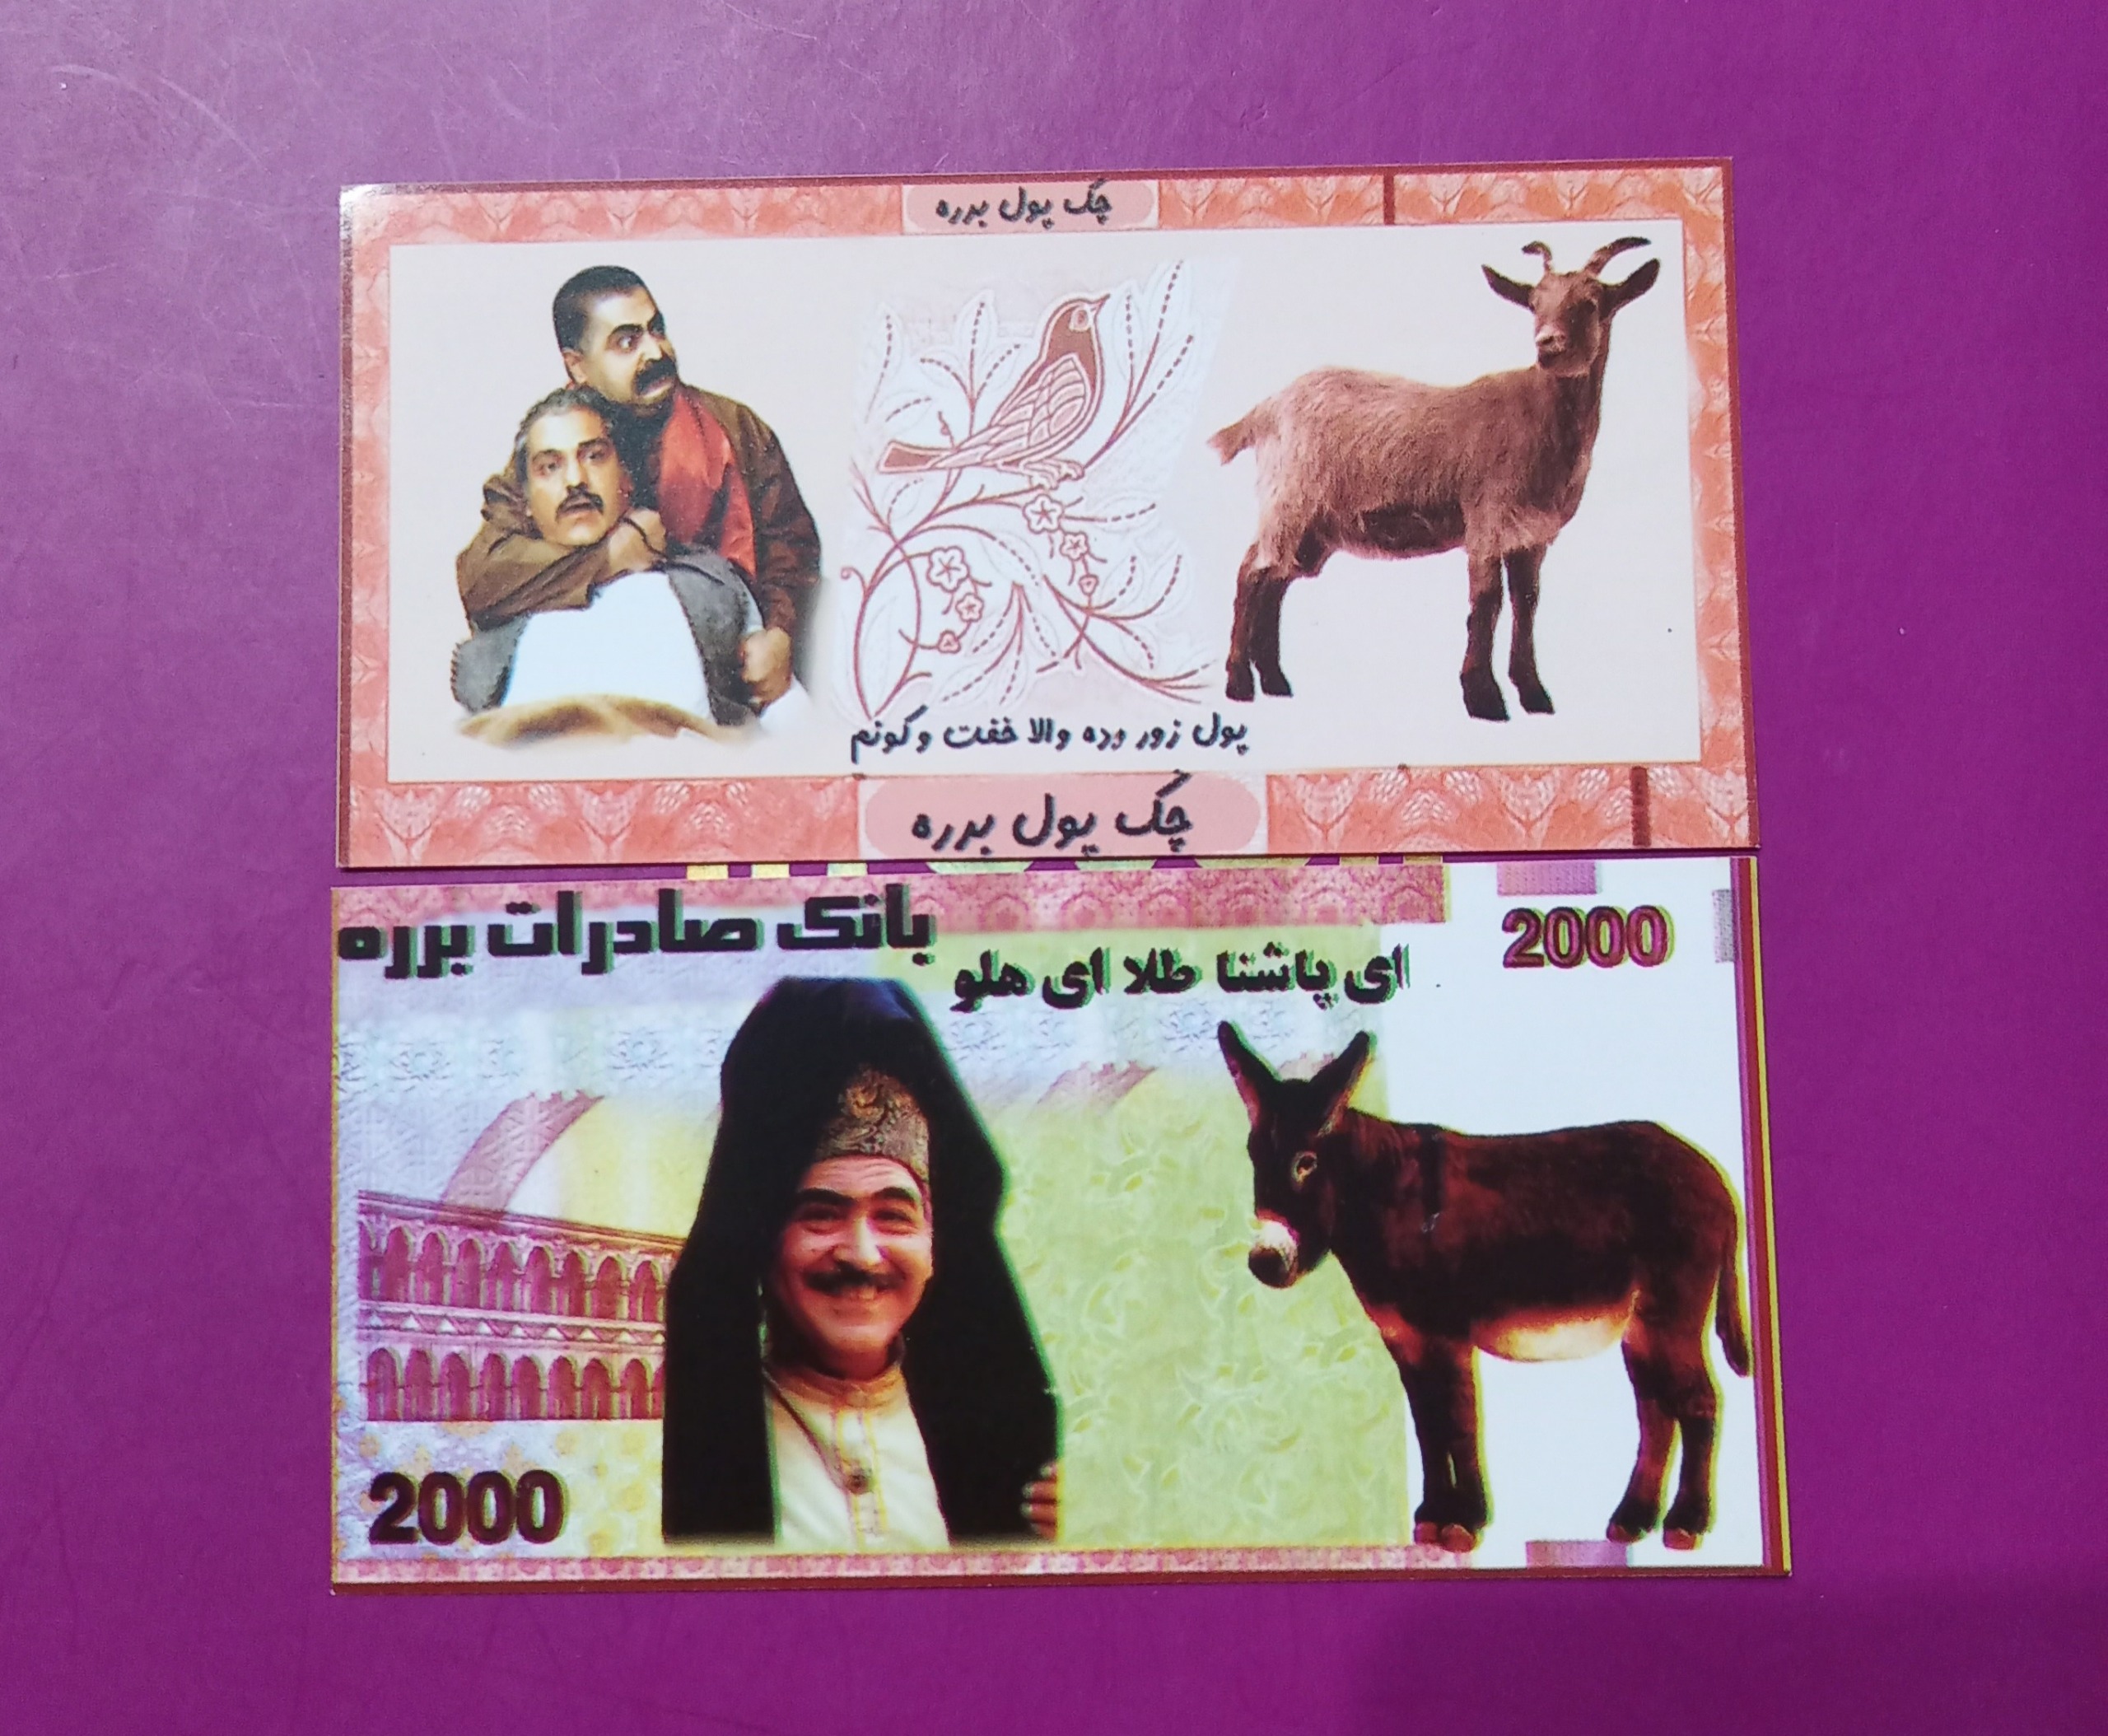 چک پول برره
پول زور وده والا خفت وکونم
چک پول برره
بانک صادرات برره
2000
ای پاشنا طلا ای هلو
2000